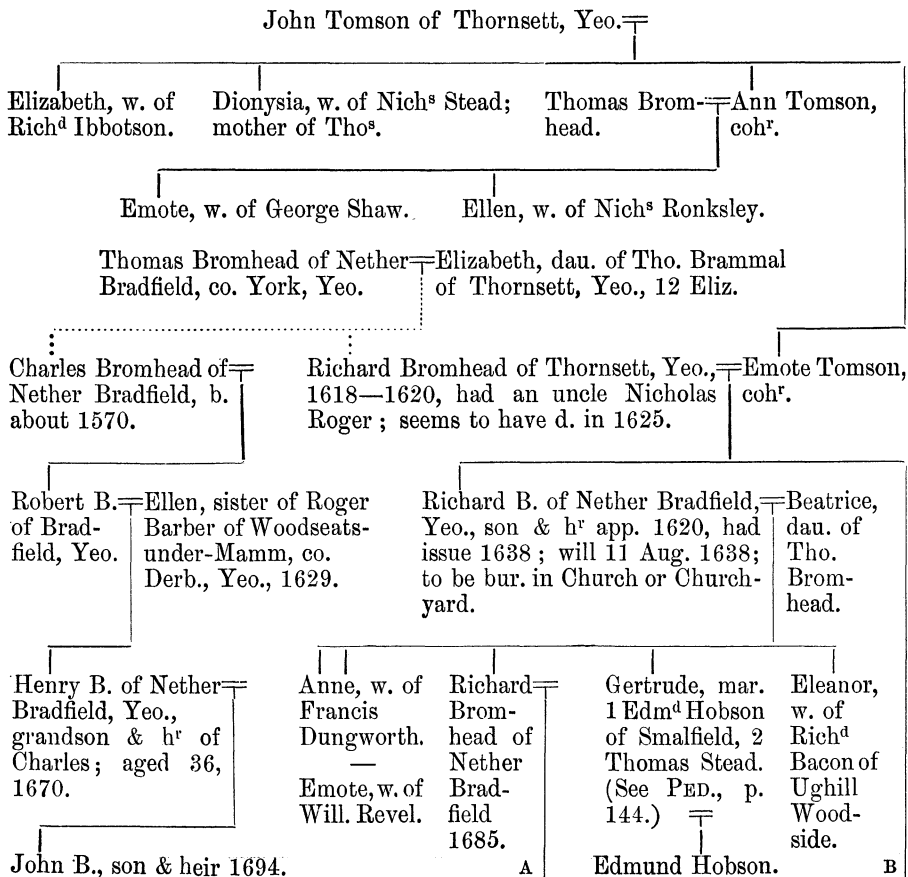 John Tomson of Thornsett, Yeo.
Elizabeth, w. of
Richᵈ Ibbotson.
Dionysia, w. of Nichˢ Stead;
mother of Thoˢ.
Thomas Brom-
head.
Ann Tomson,
cohʳ.
Emote, w. of George Shaw.
Ellen, w. of Nichˢ Ronksley.
Thomas Bromhead of Nether
Bradfield, co. York, Yeo.
Elizabeth, dau. of Tho. Brammal
of Thornsett, Yeo., 12 Eliz.
Charles Bromhead of
Nether Bradfield, b.
about 1570.
Richard Bromhead of Thornsett, Yeo.,
1618—1620, had an uncle Nicholas
Roger; seems to have d. in 1625.
Emote Tomson,
cohʳ.
Robert B.
of Brad-
field, Yeo.
Ellen, sister of Roger
Barber of Woodseats-
under-Mamm, co.
Derb., Yeo., 1629.
Richard B. of Nether Bradfield,
Yeo., son & hʳ app. 1620, had
issue 1638; will 11 Aug. 1638;
to be bur. in Church or Church-
yard.
Beatrice,
dau. of
Tho.
Brom-
head.
Henry B. of Nether
Bradfield, Yeo.,
grandson & hʳ of
Charles; aged 36,
1670.
Anne, w. of
Francis
Dungworth.
—
Emote, w. of
Will. Revel.
Richard
Brom-
head of
Nether
Brad-
field
1685.
Gertrude, mar.
1 Edmᵈ Hobson
of Smalfield, 2
Thomas Stead.
(See PED., p.
144.)
Eleanor,
w. of
Richᵈ
Bacon of
Ughill
Wood-
side.
John B., son & heir 1694.
A
Edmund Hobson.
B